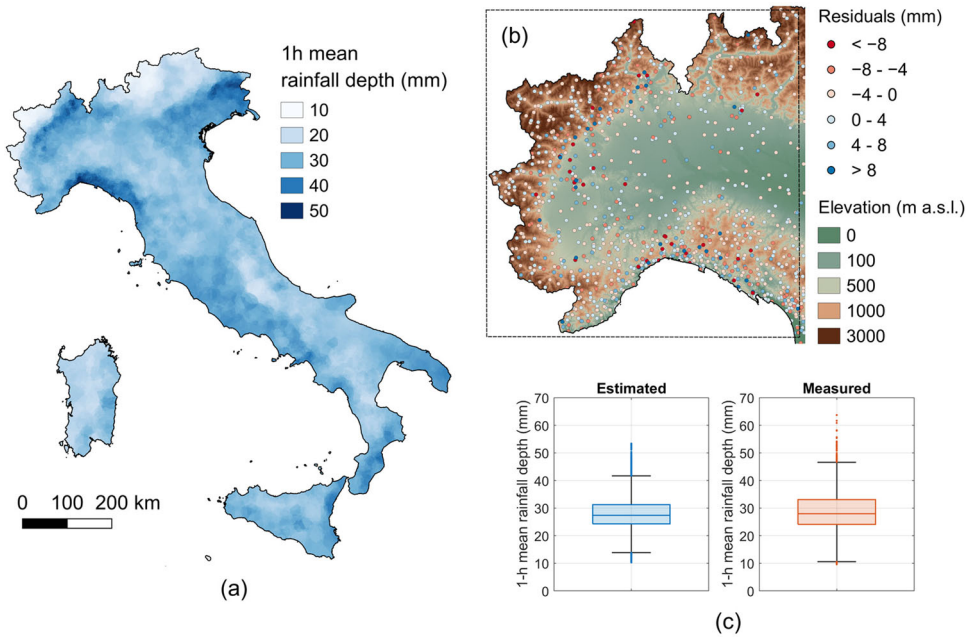 1h mean
rainfall depth (mm)
10
20
30
40
50
0 100 200 km
(a)
(b)
Residuals (mm)
< −8
−8 - −4
−4 - 0
0 - 4
4 - 8
> 8
Elevation (m a.s.l.)
0
100
500
1000
3000
Estimated
1-h mean rainfall depth (mm)
70
60
50
40
30
20
10
0
Measured
1-h mean rainfall depth (mm)
70
60
50
40
30
20
10
0
(c)